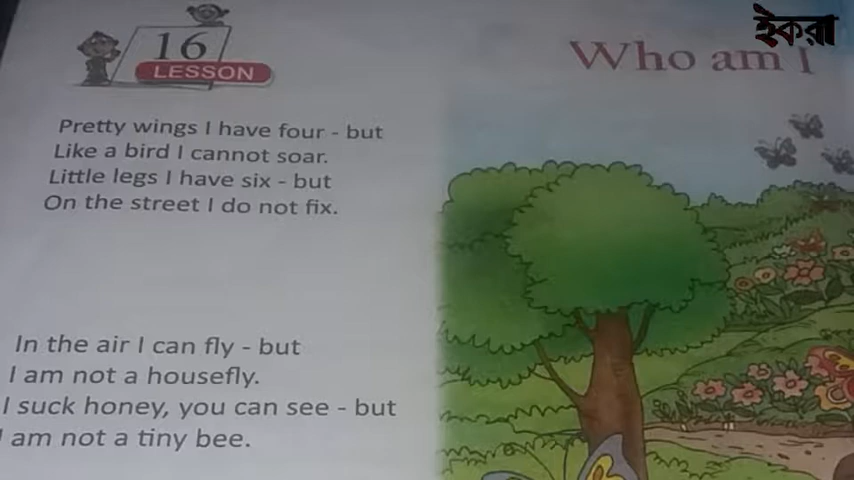 16
LESSON
Who am I
ইকরা
Pretty wings I have four - but
Like a bird I cannot soar.
Little legs I have six - but
On the street I do not fix.
In the air I can fly - but
I am not a housefly.
I suck honey, you can see - but
I am not a tiny bee.